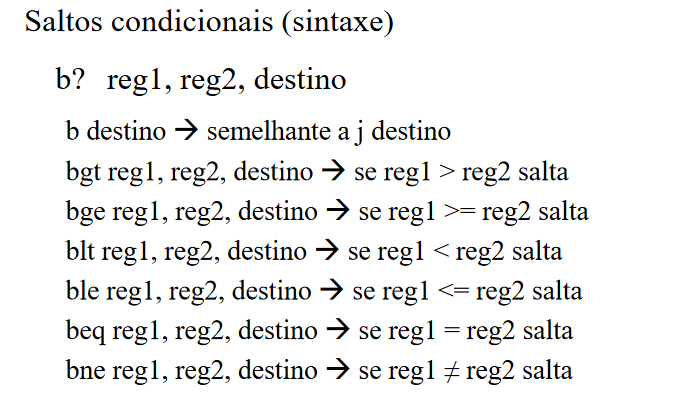 Saltos condicionais (sintaxe)
b? reg1, reg2, destino
b destino → semelhante a j destino
bgt reg1, reg2, destino → se reg1 > reg2 salta
bge reg1, reg2, destino → se reg1 >= reg2 salta
blt reg1, reg2, destino → se reg1 < reg2 salta
ble reg1, reg2, destino → se reg1 <= reg2 salta
beq reg1, reg2, destino → se reg1 = reg2 salta
bne reg1, reg2, destino → se reg1 ≠ reg2 salta